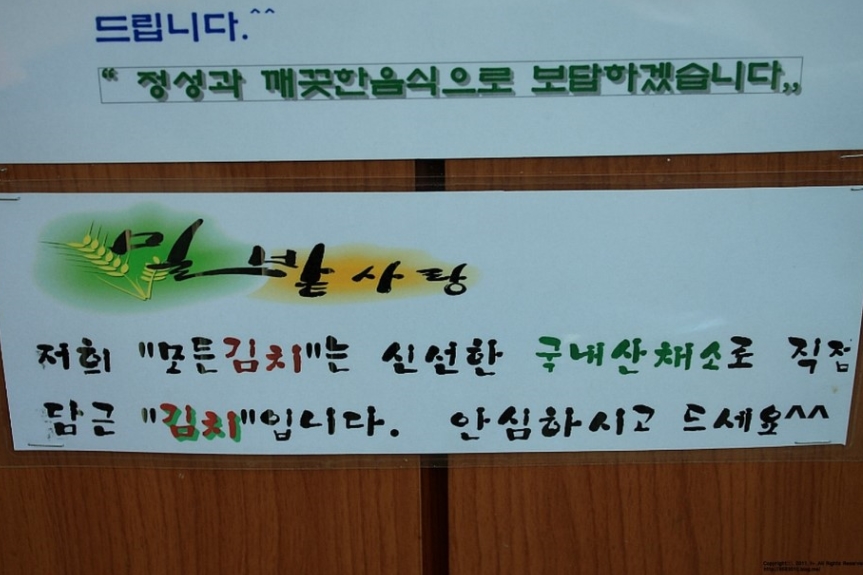 드립니다.^^
“ 정성과 깨끗한음식으로 보답하겠습니다„
밀밭사랑
저희 "모든김치"는 신선한 국내산채소로 직접
담근 "김치"입니다. 안심하시고 드세요^^